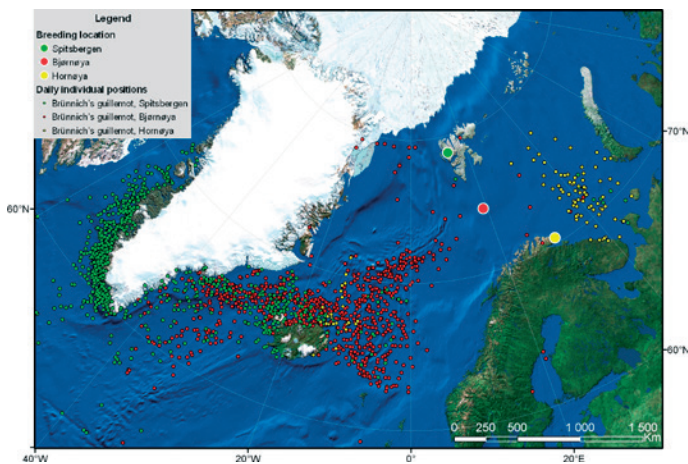 Legend
Breeding location
Spitsbergen
Bjørnøya
Hornøya
Daily individual positions
Brünnich's guillemot, Spitsbergen
Brünnich's guillemot, Bjørnøya
Brünnich's guillemot, Hornøya
70°N
60°N
60°N
0 250 500 1 000 1 500
Km
40°W 20°W 0° 20°E